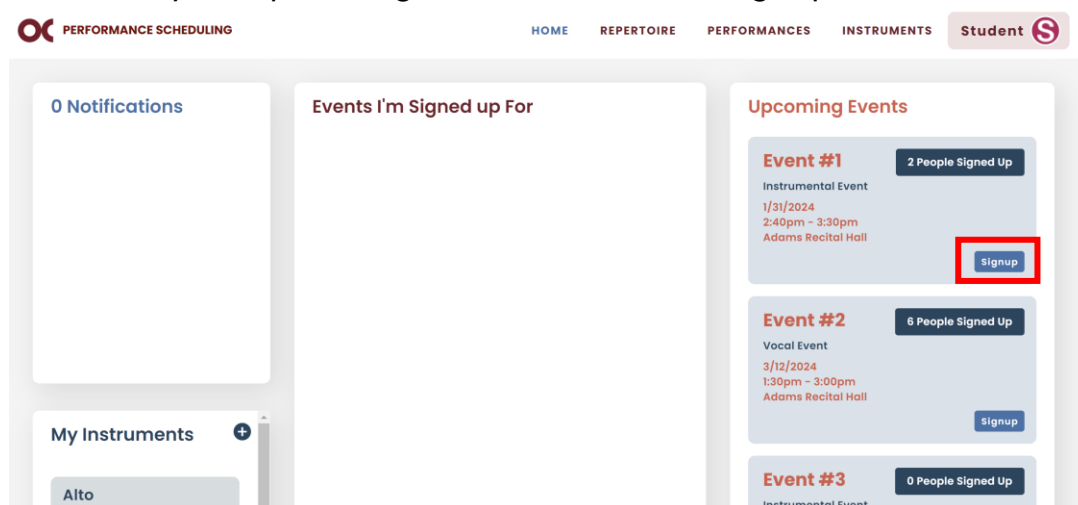 OC PERFORMANCE SCHEDULING
HOME REPERTOIRE PERFORMANCES INSTRUMENTS Student S
0 Notifications
My Instruments
Alto
Events I'm Signed up For
Upcoming Events
Event #1
2 People Signed Up
Instrumental Event
1/31/2024
2:40pm - 3:30pm
Adams Recital Hall
Signup
Event #2
6 People Signed Up
Vocal Event
3/12/2024
1:30pm - 3:00pm
Adams Recital Hall
Signup
Event #3
0 People Signed Up
Instrumental Event